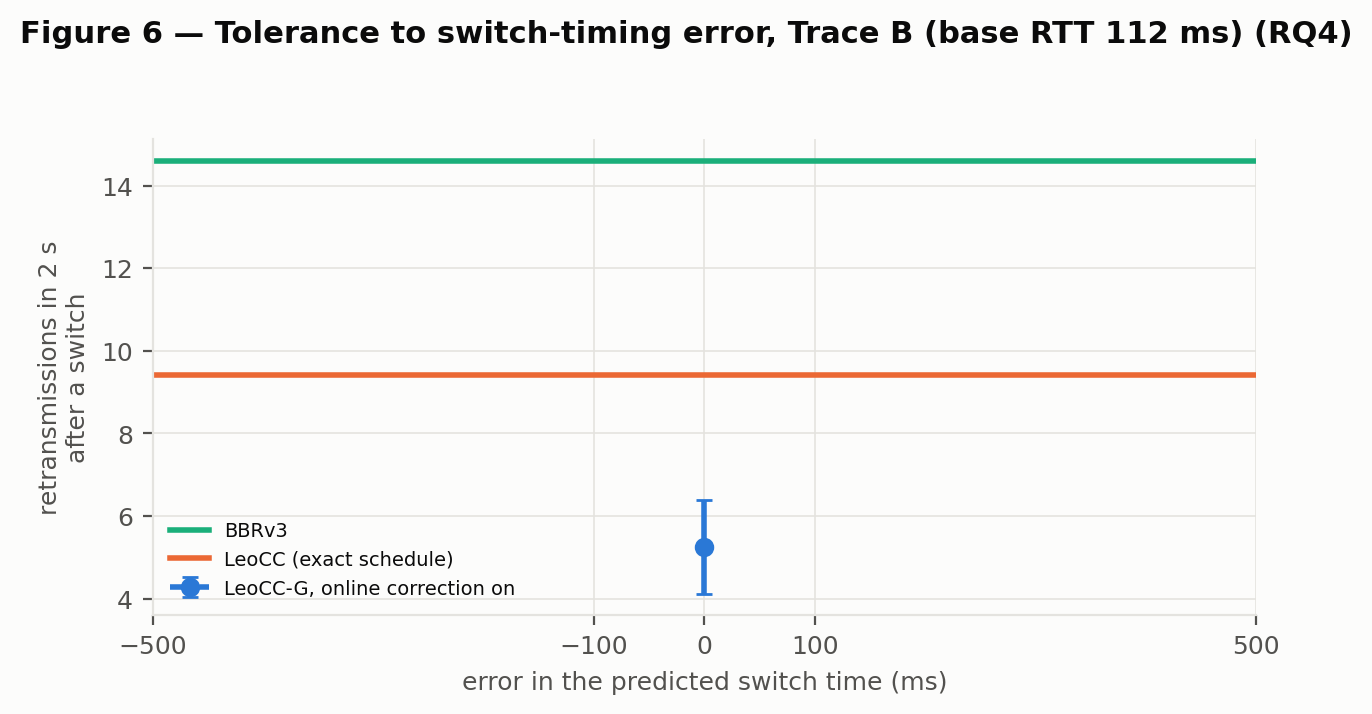 Figure 6 — Tolerance to switch-timing error, Trace B (base RTT 112 ms) (RQ4)
retransmissions in 2 s
after a switch
14
12
10
8
6
4
BBRv3
LeoCC (exact schedule)
LeoCC-G, online correction on
−500
−100
0
100
500
error in the predicted switch time (ms)